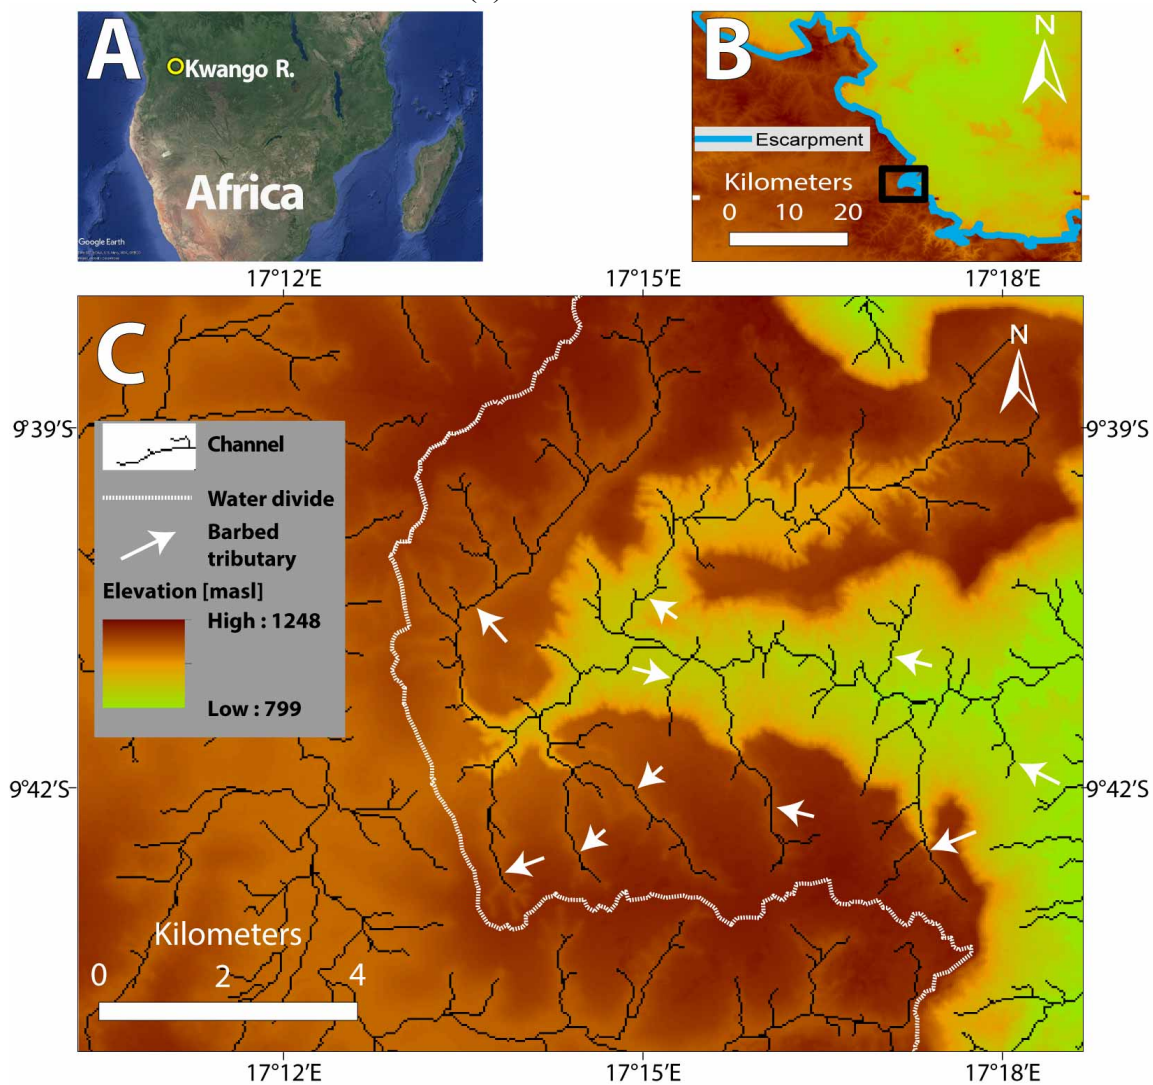 A
Kwango R.
Africa
Google Earth
B
N
Escarpment
Kilometers
0 10 20
17°12'E 17°15'E 17°18'E
C
N
9°39'S 9°39'S
Channel
Water divide
Barbed
tributary
Elevation [masl]
High : 1248
Low : 799
9°42'S 9°42'S
Kilometers
0 2 4
17°12'E 17°15'E 17°18'E